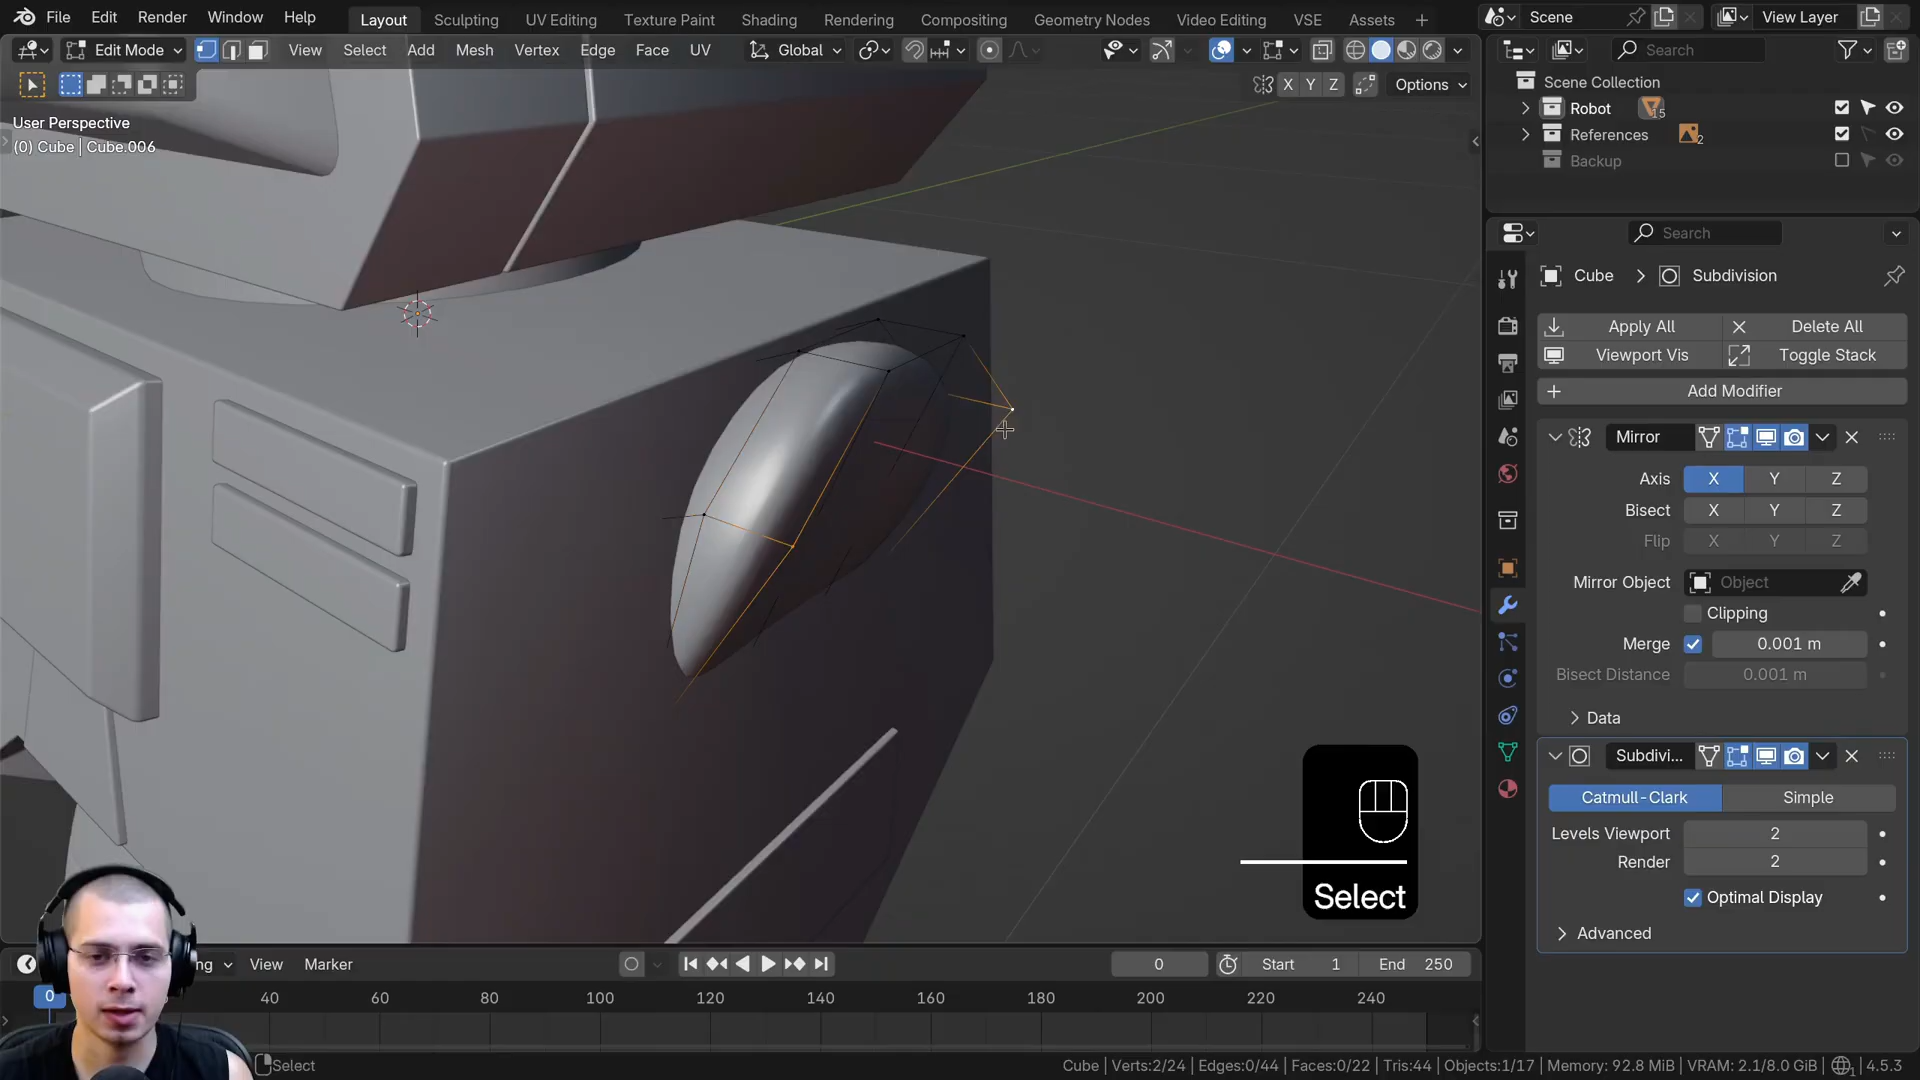 File Edit Render Window Help Layout Sculpting UV Editing Texture Paint Shading Rendering Compositing Geometry Nodes Video Editing VSE Assets + Scene View Layer
Edit Mode View Select Add Mesh Vertex Edge Face UV Global Search
X Y Z Options
User Perspective
(0) Cube | Cube.006
Scene Collection
Robot 15
References 2
Backup
Search
Cube > Subdivision
Apply All Delete All
Viewport Vis Toggle Stack
Add Modifier
Mirror
Axis X Y Z
Bisect X Y Z
Flip X Y Z
Mirror Object Object
Clipping
Merge 0.001 m
Bisect Distance 0.001 m
Data
Subdivi...
Catmull-Clark Simple
Levels Viewport 2
Render 2
Optimal Display
Advanced
Select
ng View Marker 0 Start 1 End 250
0 40 60 80 100 120 140 160 180 200 220 240
Select Cube | Verts:2/24 | Edges:0/44 | Faces:0/22 | Tris:44 | Objects:1/17 | Memory: 92.8 MiB | VRAM: 2.1/8.0 GiB | 1 4.5.3